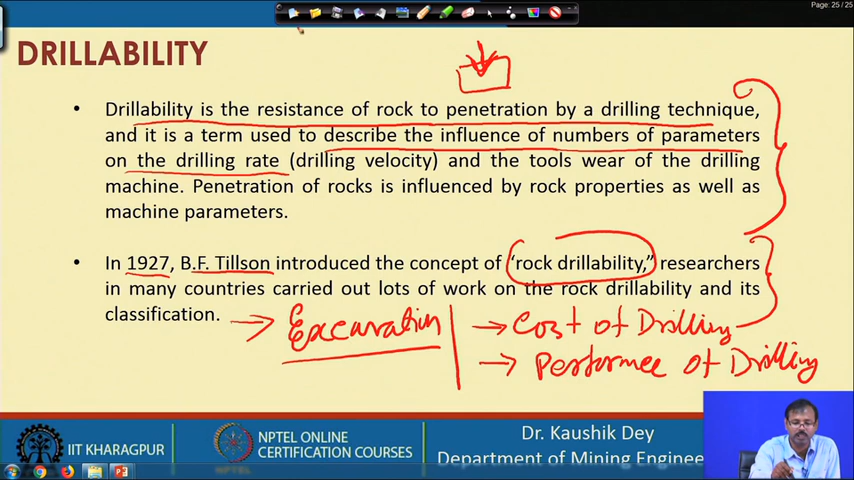 Page: 25 / 25
DRILLABILITY
• Drillability is the resistance of rock to penetration by a drilling technique,
and it is a term used to describe the influence of numbers of parameters
on the drilling rate (drilling velocity) and the tools wear of the drilling
machine. Penetration of rocks is influenced by rock properties as well as
machine parameters.
• In 1927, B.F. Tillson introduced the concept of “rock drillability,” researchers
in many countries carried out lots of work on the rock drillability and its
classification.
→ Excavation
→ Cost of Drilling
→ Performce of Drilling
IIT KHARAGPUR
NPTEL ONLINE
CERTIFICATION COURSES
Dr. Kaushik Dey
Department of Mining Enginee